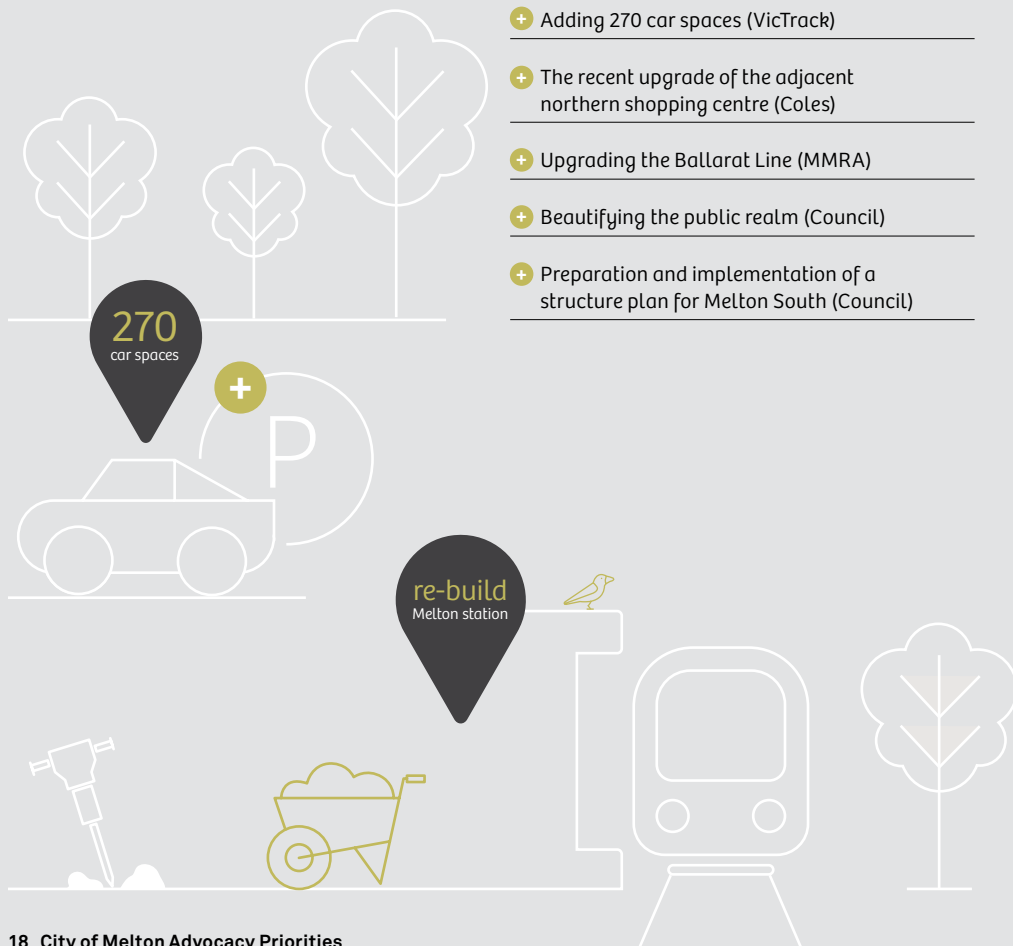 + Adding 270 car spaces (VicTrack)
+ The recent upgrade of the adjacent
northern shopping centre (Coles)
+ Upgrading the Ballarat Line (MMRA)
+ Beautifying the public realm (Council)
+ Preparation and implementation of a
structure plan for Melton South (Council)
270
car spaces
+
P
re-build
Melton station
18 City of Melton Advocacy Priorities